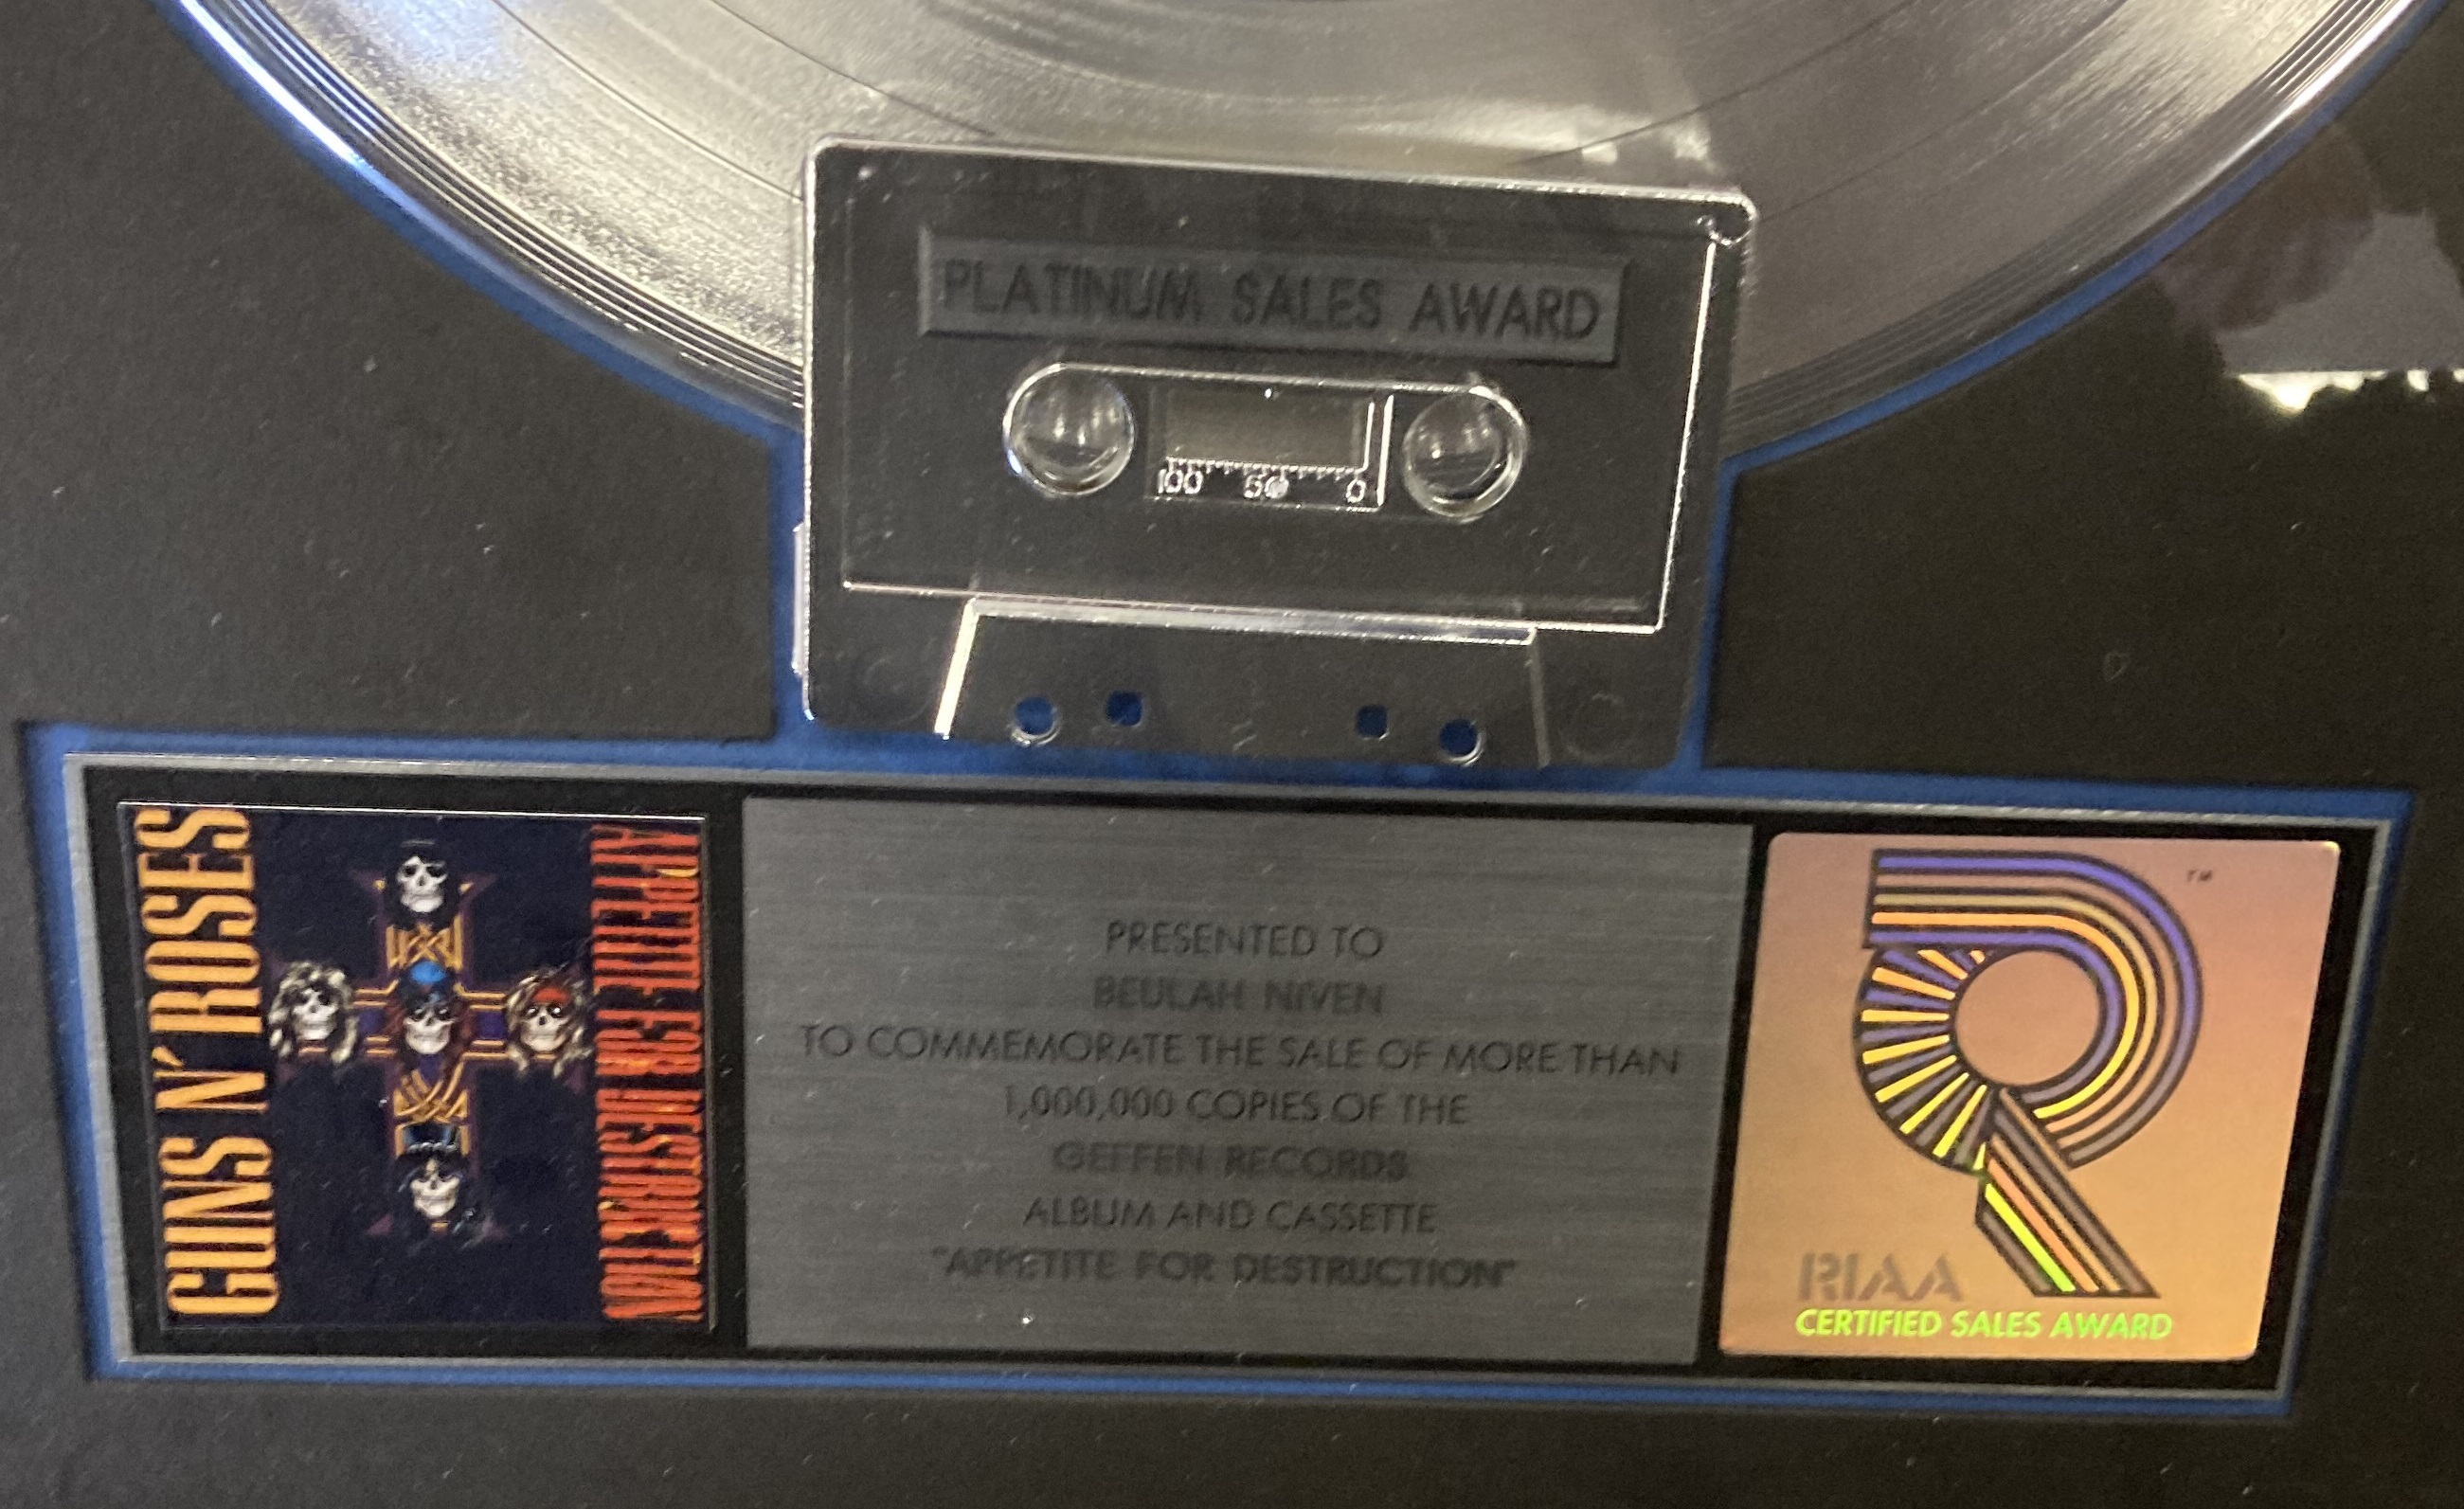 PLATINUM SALES AWARD
100 50 0
GUNS N' ROSES
APPETITE FOR DESTRUCTION
PRESENTED TO
BEULAH NIVEN
TO COMMEMORATE THE SALE OF MORE THAN
1,000,000 COPIES OF THE
GEFFEN RECORDS
ALBUM AND CASSETTE
"APPETITE FOR DESTRUCTION"
TM
RIAA
CERTIFIED SALES AWARD